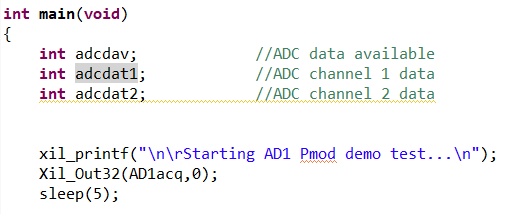 int main(void)
{
    int adcdav;              //ADC data available
    int adcdat1;             //ADC channel 1 data
    int adcdat2;             //ADC channel 2 data
    xil_printf("\n\rStarting AD1 Pmod demo test...\n");
    Xil_Out32(AD1acq,0);
    sleep(5);